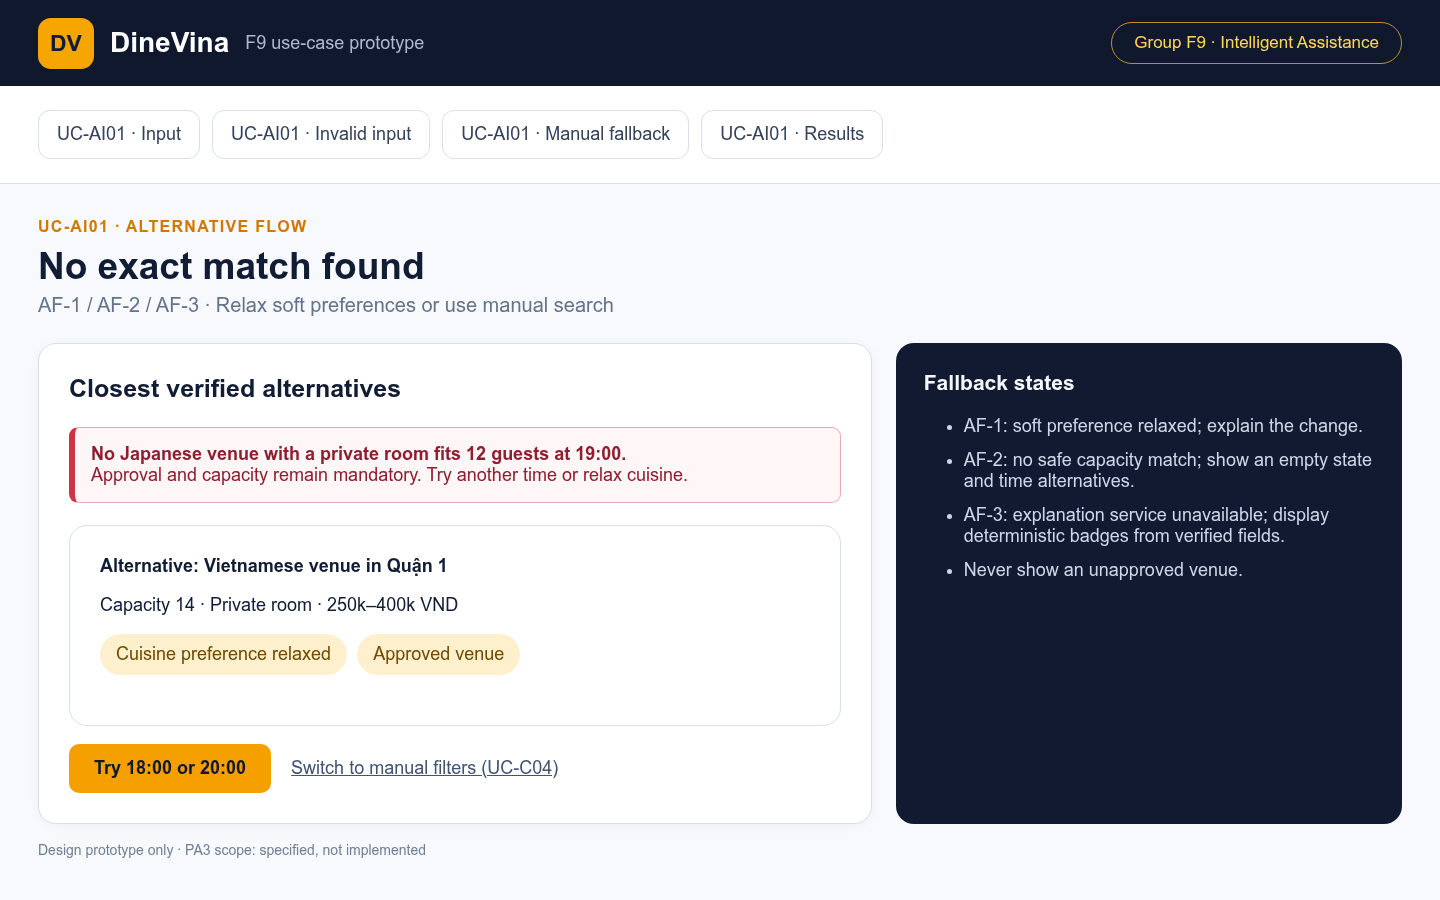 DV
DineVina
F9 use-case prototype
Group F9 · Intelligent Assistance
UC-AI01 · Input
UC-AI01 · Invalid input
UC-AI01 · Manual fallback
UC-AI01 · Results
UC-AI01 · ALTERNATIVE FLOW
No exact match found
AF-1 / AF-2 / AF-3 · Relax soft preferences or use manual search
Closest verified alternatives
No Japanese venue with a private room fits 12 guests at 19:00.
Approval and capacity remain mandatory. Try another time or relax cuisine.
Alternative: Vietnamese venue in Quận 1
Capacity 14 · Private room · 250k–400k VND
Cuisine preference relaxed
Approved venue
Try 18:00 or 20:00
Switch to manual filters (UC-C04)
Fallback states
• AF-1: soft preference relaxed; explain the change.
• AF-2: no safe capacity match; show an empty state
and time alternatives.
• AF-3: explanation service unavailable; display
deterministic badges from verified fields.
• Never show an unapproved venue.
Design prototype only · PA3 scope: specified, not implemented